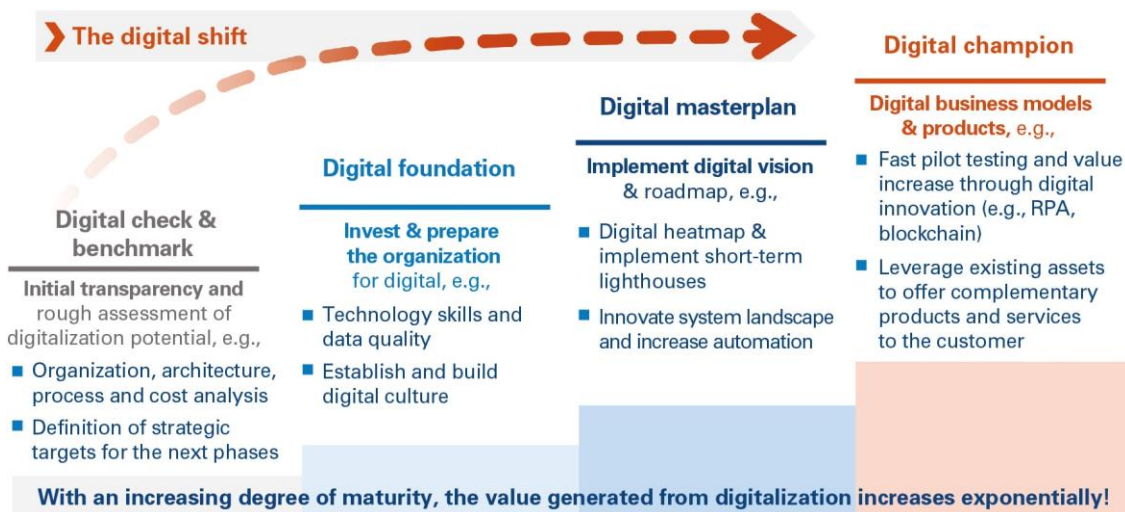 The digital shift
Digital check &
benchmark
Initial transparency and
rough assessment of
digitalization potential, e.g.,
Organization, architecture,
process and cost analysis
Definition of strategic
targets for the next phases
Digital foundation
Invest & prepare
the organization
for digital, e.g.,
Technology skills and
data quality
Establish and build
digital culture
Digital masterplan
Implement digital vision
& roadmap, e.g.,
Digital heatmap &
implement short-term
lighthouses
Innovate system landscape
and increase automation
Digital champion
Digital business models
& products, e.g.,
Fast pilot testing and value
increase through digital
innovation (e.g., RPA,
blockchain)
Leverage existing assets
to offer complementary
products and services
to the customer
With an increasing degree of maturity, the value generated from digitalization increases exponentially!